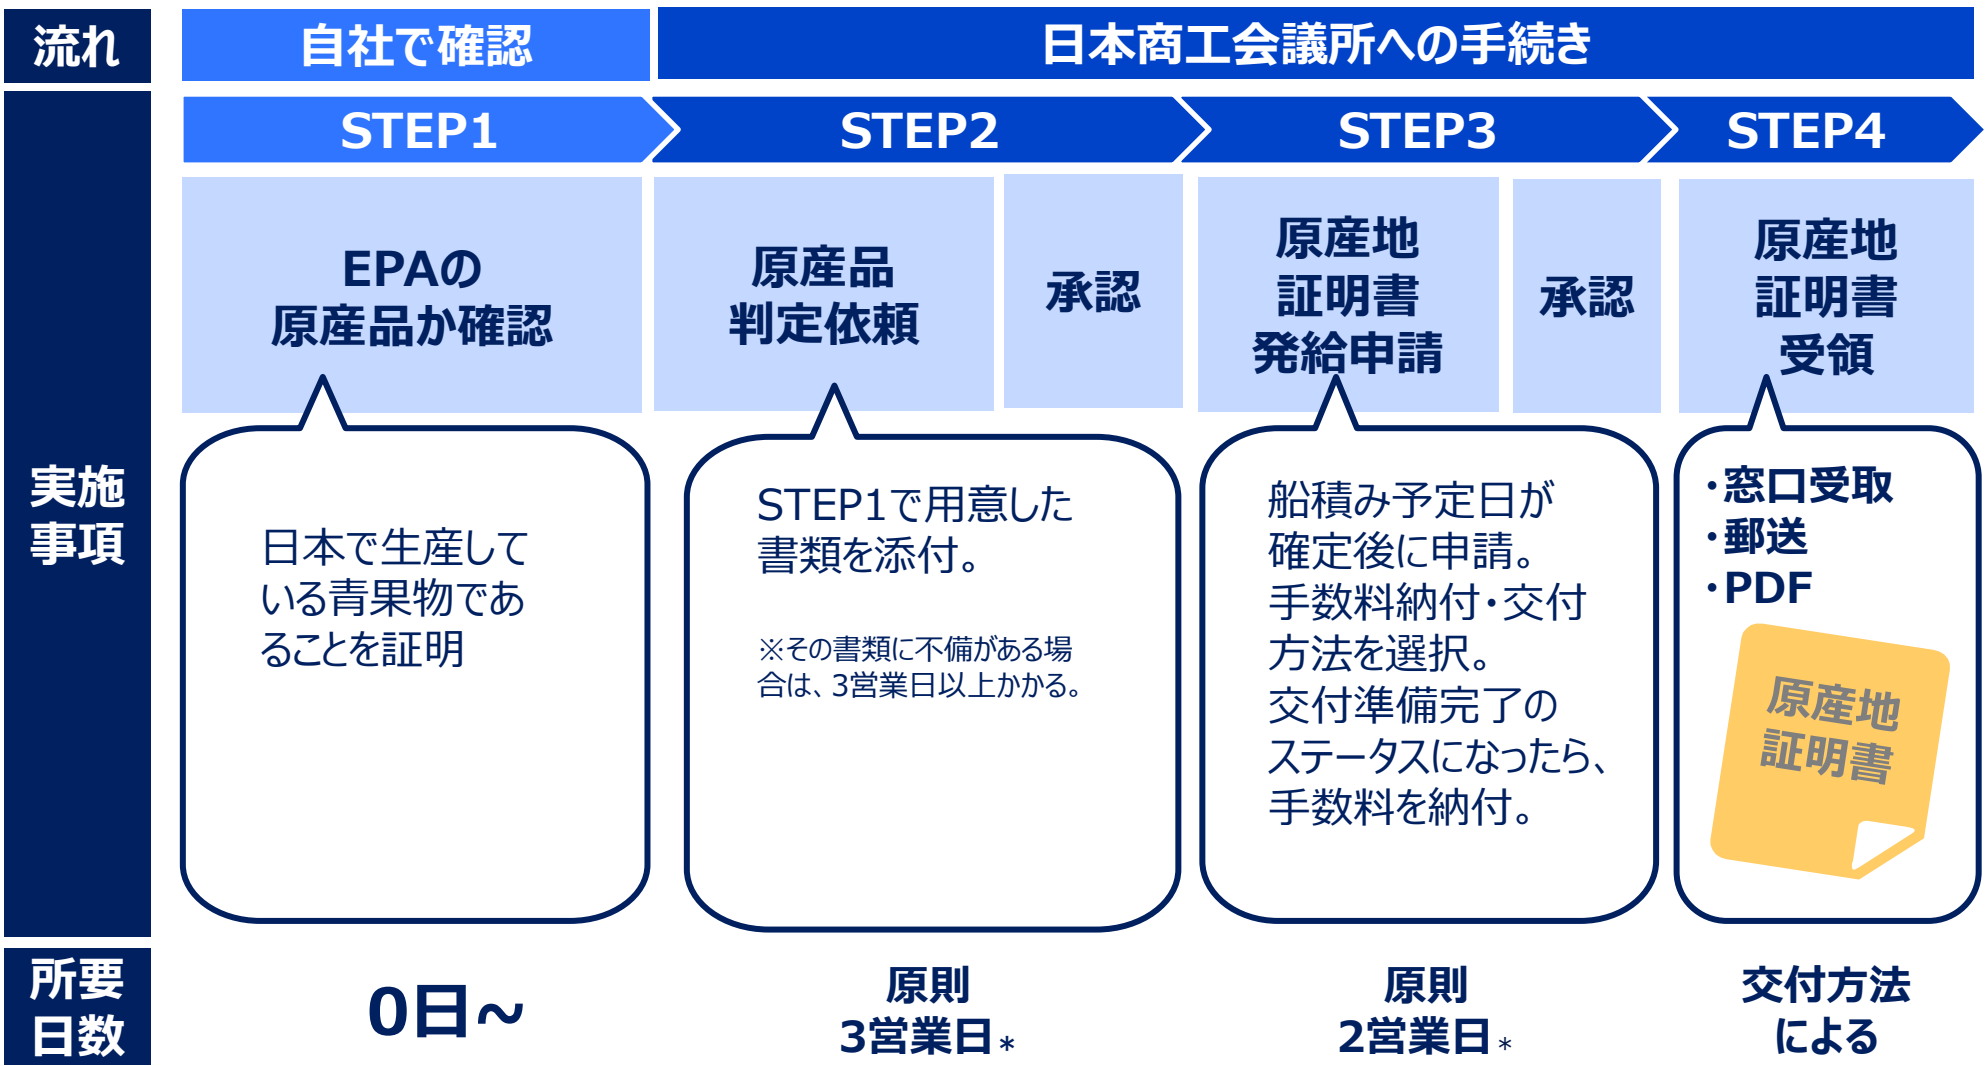 流れ
自社で確認
日本商工会議所への手続き
実施
事項
STEP1
STEP2
STEP3
STEP4
EPAの
原産品か確認
原産品
判定依頼
承認
原産地
証明書
発給申請
承認
原産地
証明書
受領
日本で生産して
いる青果物であ
ることを証明
STEP1で用意した
書類を添付。
※その書類に不備がある場
合は、3営業日以上かかる。
船積み予定日が
確定後に申請。
手数料納付・交付
方法を選択。
交付準備完了の
ステータスになったら、
手数料を納付。
・窓口受取
・郵送
・PDF
原産地
証明書
所要
日数
0日~
原則
3営業日*
原則
2営業日*
交付方法
による